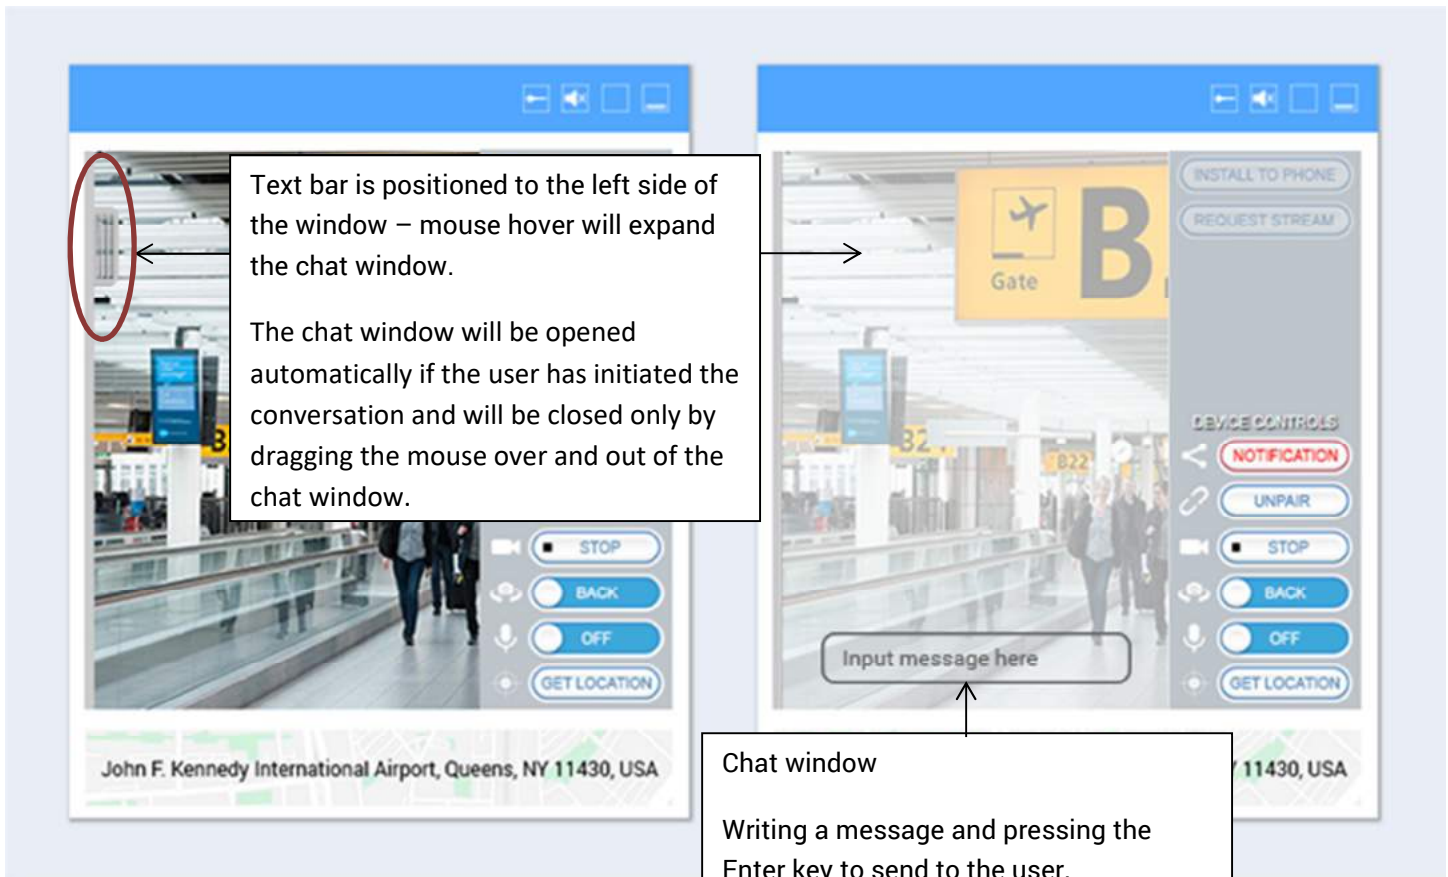 Text bar is positioned to the left side of
the window – mouse hover will expand
the chat window.
The chat window will be opened
automatically if the user has initiated the
conversation and will be closed only by
dragging the mouse over and out of the
chat window.
B2
STOP
BACK
OFF
GET LOCATION
John F. Kennedy International Airport, Queens, NY 11430, USA
INSTALL TO PHONE
REQUEST STREAM
Gate
B
B2
B22
DEVICE CONTROLS
NOTIFICATION
UNPAIR
STOP
BACK
OFF
GET LOCATION
Input message here
11430, USA
Chat window
Writing a message and pressing the
Enter key to send to the user.